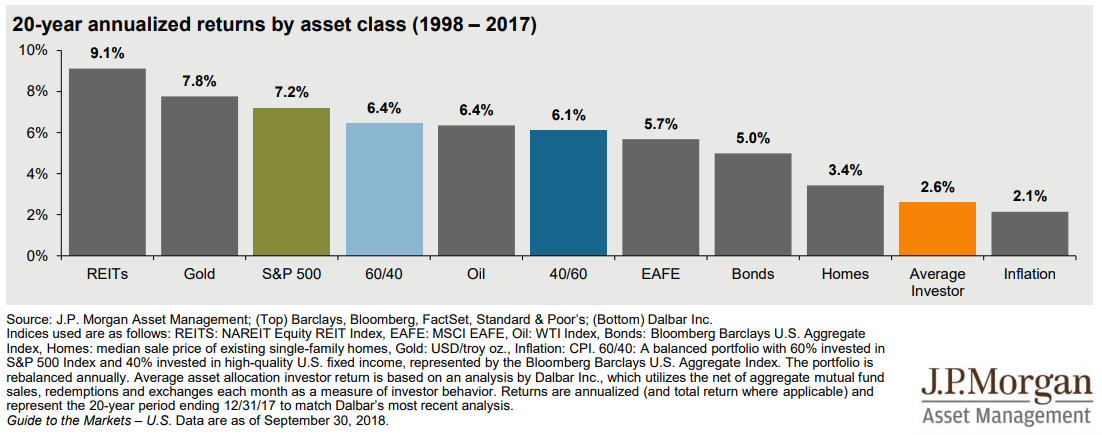 20-year annualized returns by asset class (1998 – 2017)
10%
8%
6%
4%
2%
0%
9.1%
7.8%
7.2%
6.4%
6.4%
6.1%
5.7%
5.0%
3.4%
2.6%
2.1%
REITs
Gold
S&P 500
60/40
Oil
40/60
EAFE
Bonds
Homes
Average
Investor
Inflation
Source: J.P. Morgan Asset Management; (Top) Barclays, Bloomberg, FactSet, Standard & Poor's; (Bottom) Dalbar Inc.
Indices used are as follows: REITS: NAREIT Equity REIT Index, EAFE: MSCI EAFE, Oil: WTI Index, Bonds: Bloomberg Barclays U.S. Aggregate
Index, Homes: median sale price of existing single-family homes, Gold: USD/troy oz., Inflation: CPI. 60/40: A balanced portfolio with 60% invested in
S&P 500 Index and 40% invested in high-quality U.S. fixed income, represented by the Bloomberg Barclays U.S. Aggregate Index. The portfolio is
rebalanced annually. Average asset allocation investor return is based on an analysis by Dalbar Inc., which utilizes the net of aggregate mutual fund
sales, redemptions and exchanges each month as a measure of investor behavior. Returns are annualized (and total return where applicable) and
represent the 20-year period ending 12/31/17 to match Dalbar's most recent analysis.
Guide to the Markets – U.S. Data are as of September 30, 2018.
J.P.Morgan
Asset Management